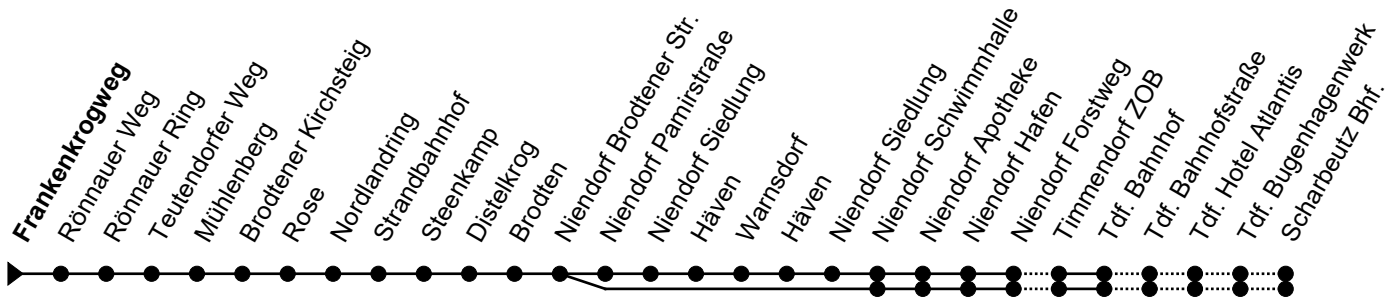 Frankenkrogweg
Rönnauer Weg
Rönnauer Ring
Teutendorfer Weg
Mühlenberg
Brodtener Kirchsteig
Rose
Nordlandring
Strandbahnhof
Steenkamp
Distelkrog
Brodten
Niendorf Brodtener Str.
Niendorf Pamirstraße
Niendorf Siedlung
Häven
Warnsdorf
Häven
Niendorf Siedlung
Niendorf Schwimmhalle
Niendorf Apotheke
Niendorf Hafen
Niendorf Forstweg
Timmendorf ZOB
Tdf. Bahnhof
Tdf. Bahnhofstraße
Tdf. Hotel Atlantis
Tdf. Bugenhagenwerk
Scharbeutz Bhf.